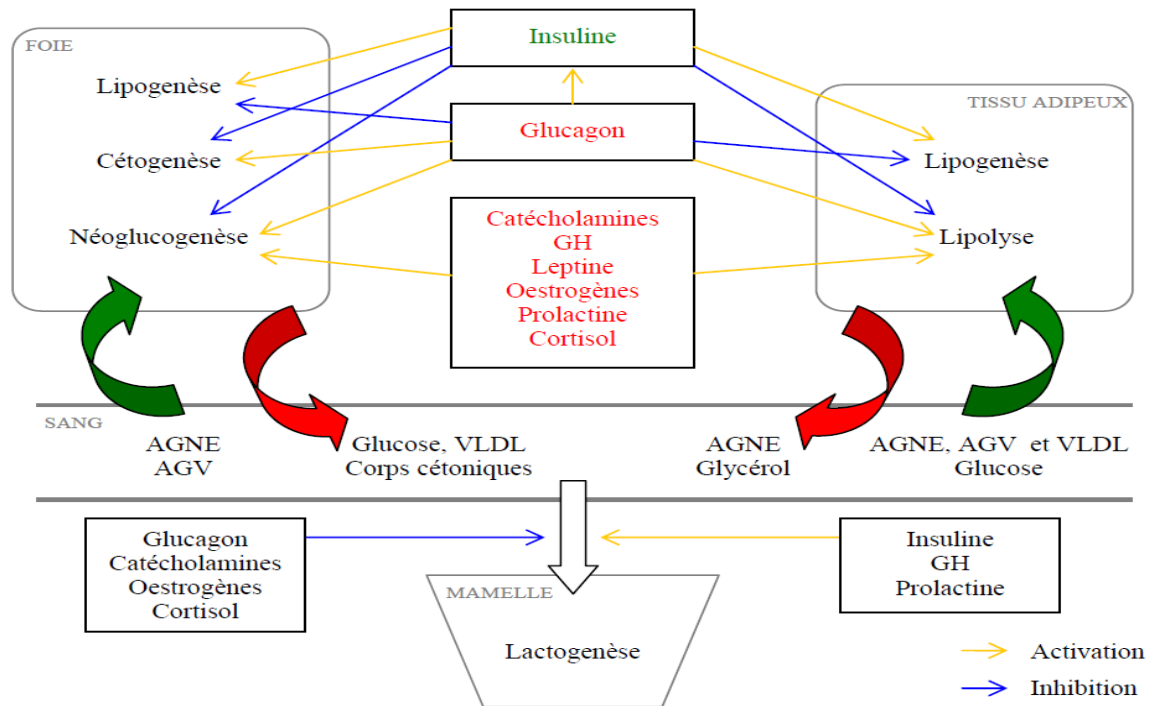 FOIE
Lipogenèse
Cétogenèse
Néoglucogenèse
Insuline
Glucagon
Catécholamines
GH
Leptine
Oestrogènes
Prolactine
Cortisol
TISSU ADIPEUX
Lipogenèse
Lipolyse
SANG
AGNE
AGV
Glucose, VLDL
Corps cétoniques
AGNE
Glycérol
AGNE, AGV et VLDL
Glucose
Glucagon
Catécholamines
Oestrogènes
Cortisol
Insuline
GH
Prolactine
MAMELLE
Lactogenèse
Activation
Inhibition